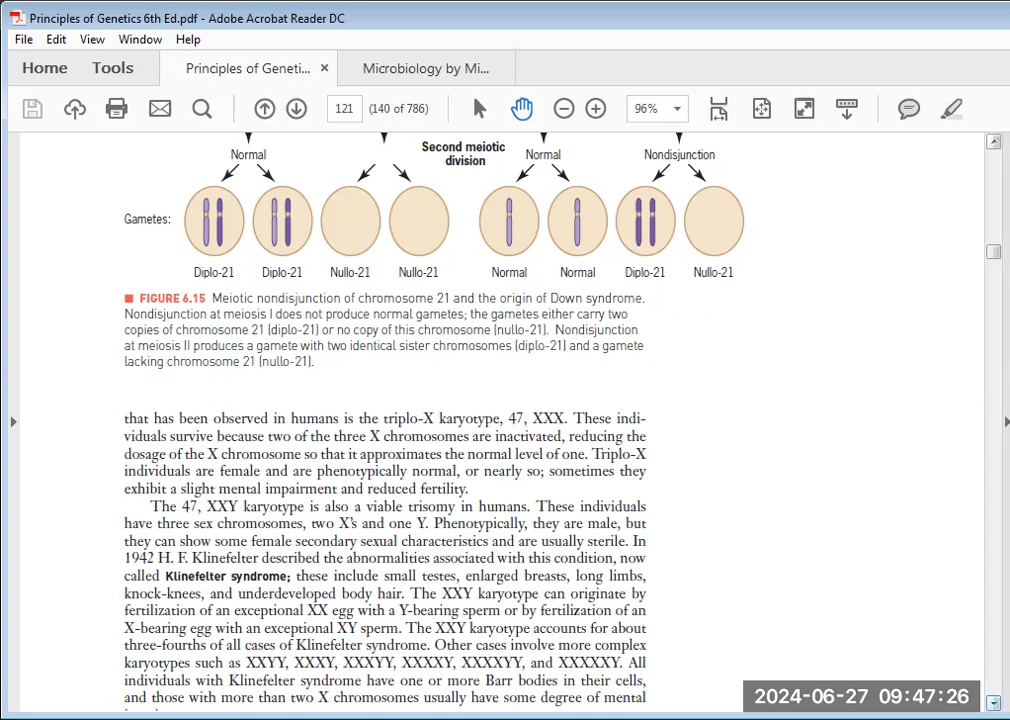 Principles of Genetics 6th Ed.pdf - Adobe Acrobat Reader DC
File Edit View Window Help
Home Tools Principles of Geneti... × Microbiology by Mi...
121 (140 of 786) 96%
Second meiotic
division
Normal Normal Nondisjunction
Gametes:
Diplo-21 Diplo-21 Nullo-21 Nullo-21 Normal Normal Diplo-21 Nullo-21
FIGURE 6.15 Meiotic nondisjunction of chromosome 21 and the origin of Down syndrome.
Nondisjunction at meiosis I does not produce normal gametes; the gametes either carry two
copies of chromosome 21 (diplo-21) or no copy of this chromosome (nullo-21). Nondisjunction
at meiosis II produces a gamete with two identical sister chromosomes (diplo-21) and a gamete
lacking chromosome 21 (nullo-21).
that has been observed in humans is the triplo-X karyotype, 47, XXX. These indi-
viduals survive because two of the three X chromosomes are inactivated, reducing the
dosage of the X chromosome so that it approximates the normal level of one. Triplo-X
individuals are female and are phenotypically normal, or nearly so; sometimes they
exhibit a slight mental impairment and reduced fertility.
The 47, XXY karyotype is also a viable trisomy in humans. These individuals
have three sex chromosomes, two X's and one Y. Phenotypically, they are male, but
they can show some female secondary sexual characteristics and are usually sterile. In
1942 H. F. Klinefelter described the abnormalities associated with this condition, now
called Klinefelter syndrome; these include small testes, enlarged breasts, long limbs,
knock-knees, and underdeveloped body hair. The XXY karyotype can originate by
fertilization of an exceptional XX egg with a Y-bearing sperm or by fertilization of an
X-bearing egg with an exceptional XY sperm. The XXY karyotype accounts for about
three-fourths of all cases of Klinefelter syndrome. Other cases involve more complex
karyotypes such as XXYY, XXXY, XXXYY, XXXXY, XXXXYY, and XXXXXY. All
individuals with Klinefelter syndrome have one or more Barr bodies in their cells,
and those with more than two X chromosomes usually have some degree of mental
2024-06-27 09:47:26